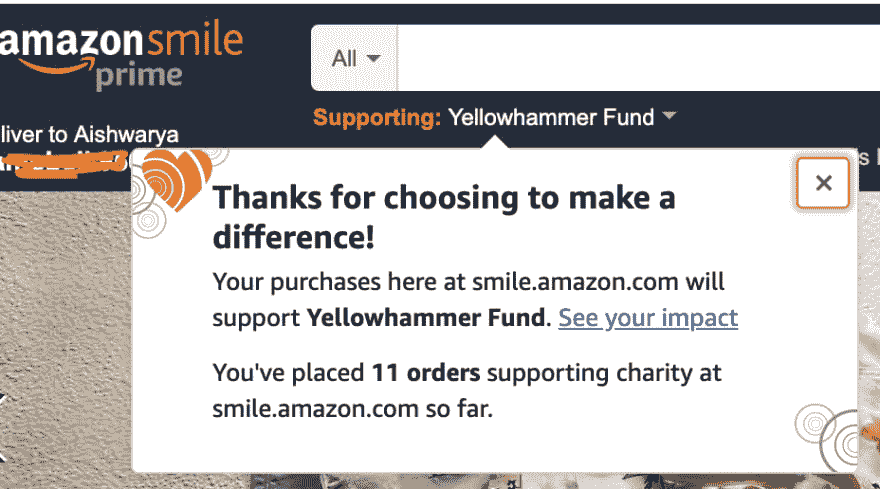 amazonsmile
prime
All
Supporting: Yellowhammer Fund
liver to Aishwarya
Thanks for choosing to make a
difference!
Your purchases here at smile.amazon.com will
support Yellowhammer Fund. See your impact
You've placed 11 orders supporting charity at
smile.amazon.com so far.